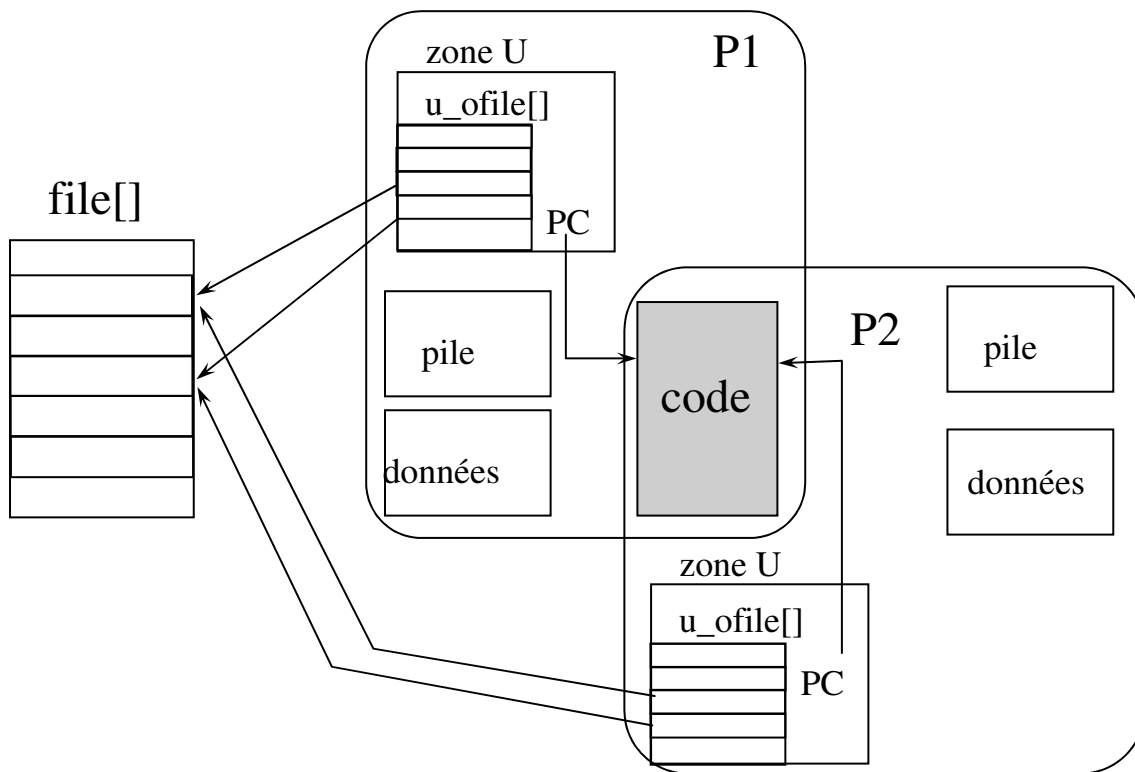 zone U
P1
u_ofile[]
file[]
PC
P2
pile
pile
code
données
données
zone U
u_ofile[]
PC